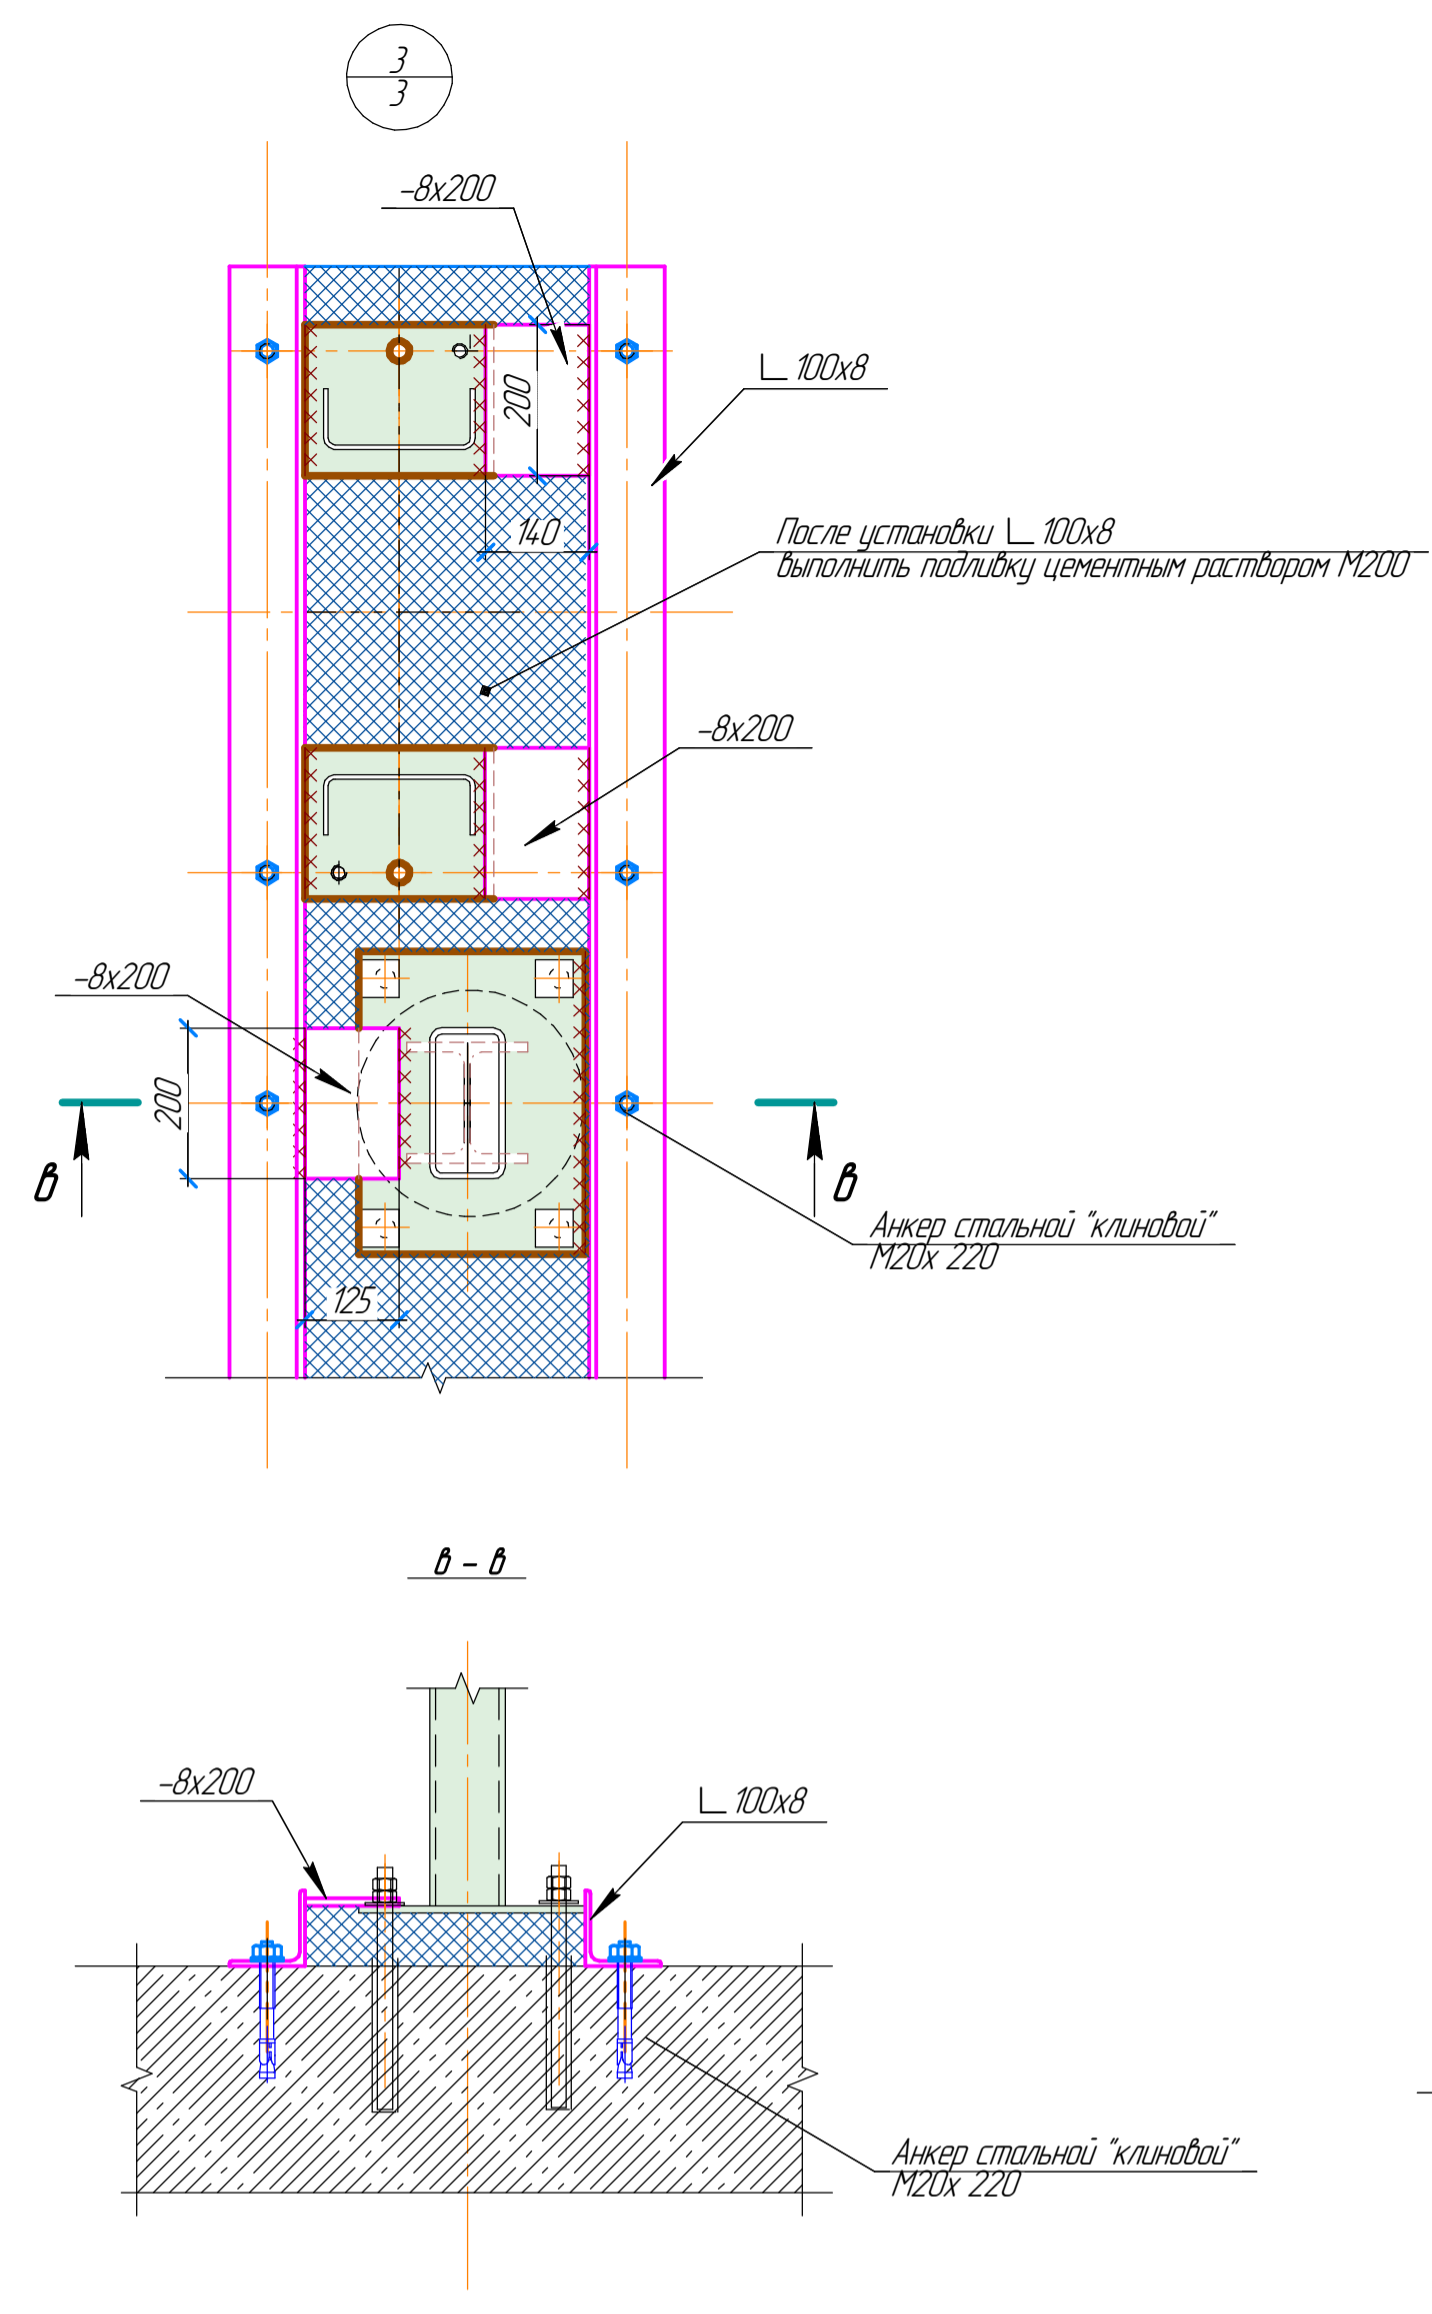 3
3
-8х200
∟ 100х8
200
140
После установки ∟ 100х8
выполнить подливку цементным раствором М200
-8х200
-8х200
200
в
в
Анкер стальной "клиновой"
М20х 220
125
в - в
-8х200
∟ 100х8
Анкер стальной "клиновой"
М20х 220